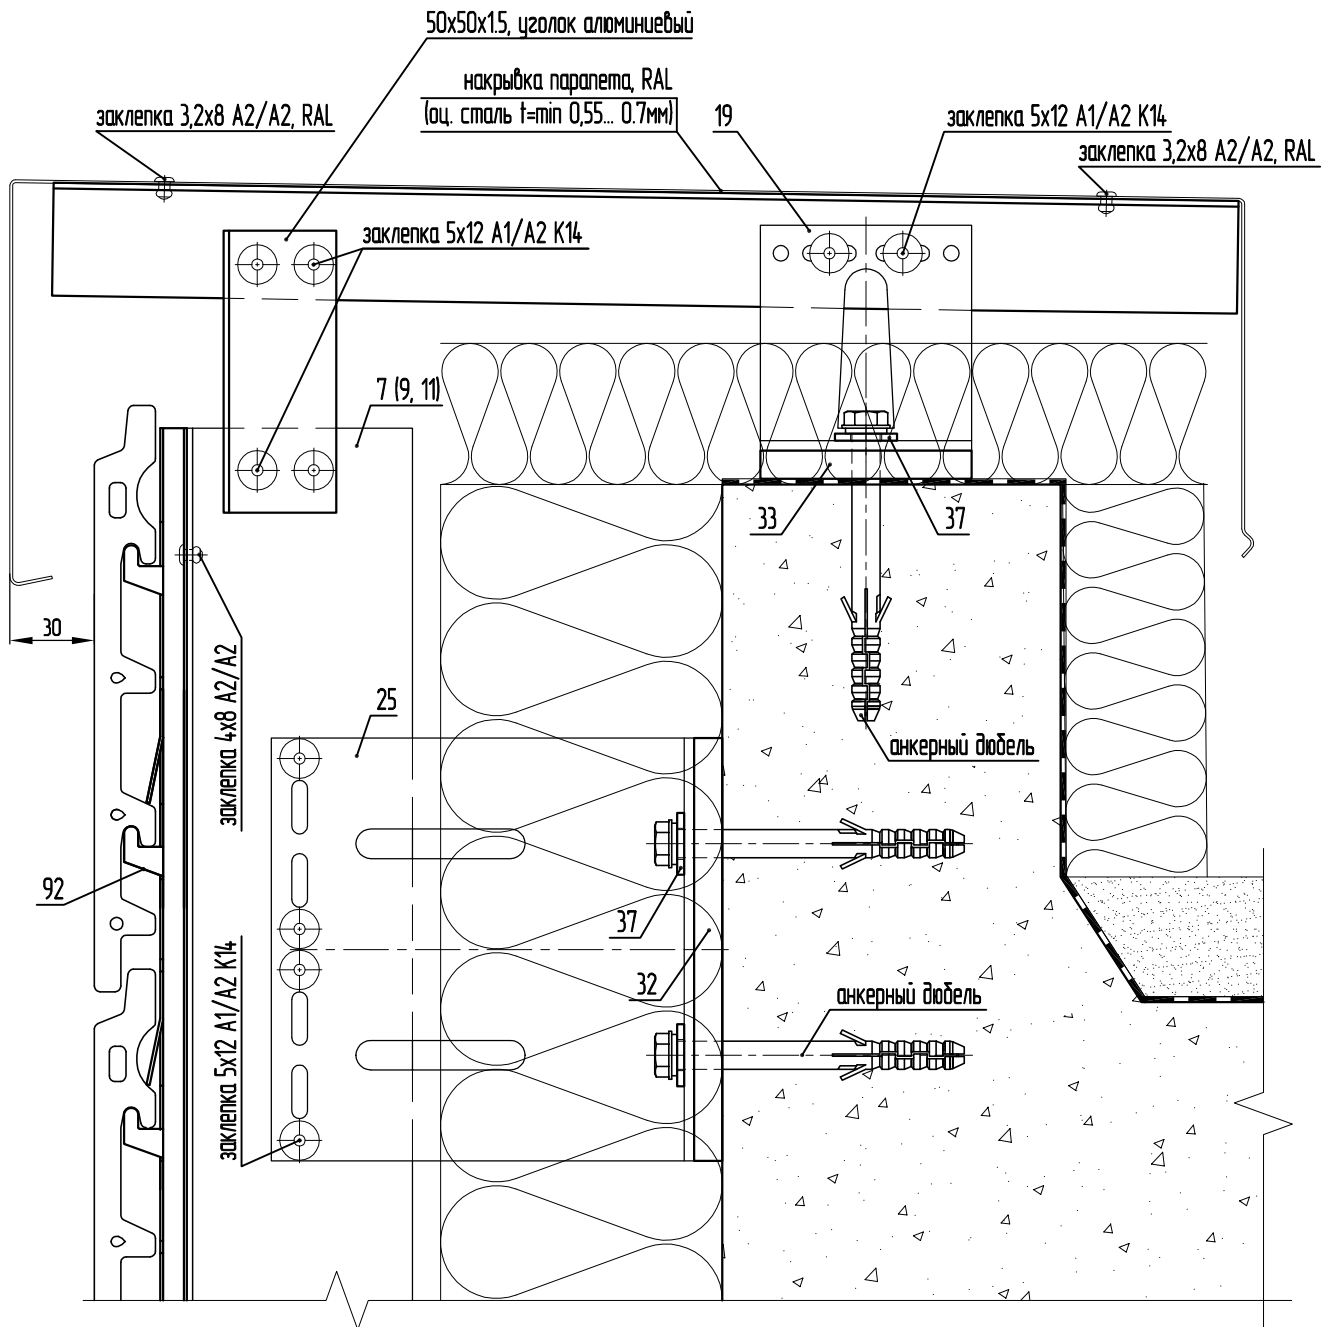 50х50х1.5, уголок алюминиевый
накрывка парапета, RAL
(оц. сталь t=min 0,55... 0.7мм)
заклепка 3,2х8 А2/А2, RAL
19
заклепка 5х12 А1/А2 К14
заклепка 3,2х8 А2/А2, RAL
заклепка 5х12 А1/А2 К14
7 (9, 11)
33
37
30
заклепка 4х8 А2/А2
25
анкерный дюбель
92
37
32
анкерный дюбель
заклепка 5х12 А1/А2 К14